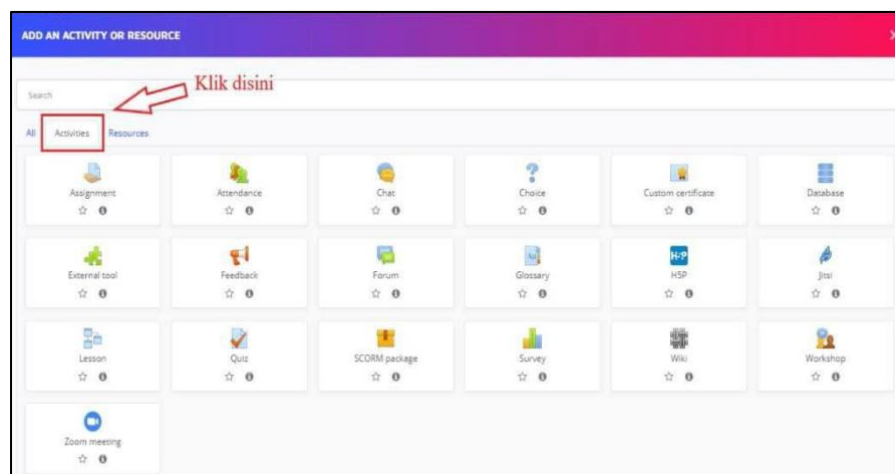 ADD AN ACTIVITY OR RESOURCE
Klik disini
Search
All Activities Resources
Assignment Attendance Chat Choice Custom certificate Database
External tool Feedback Forum Glossary H5P Jitsi
Lesson Quiz SCORM package Survey Wiki Workshop
Zoom meeting